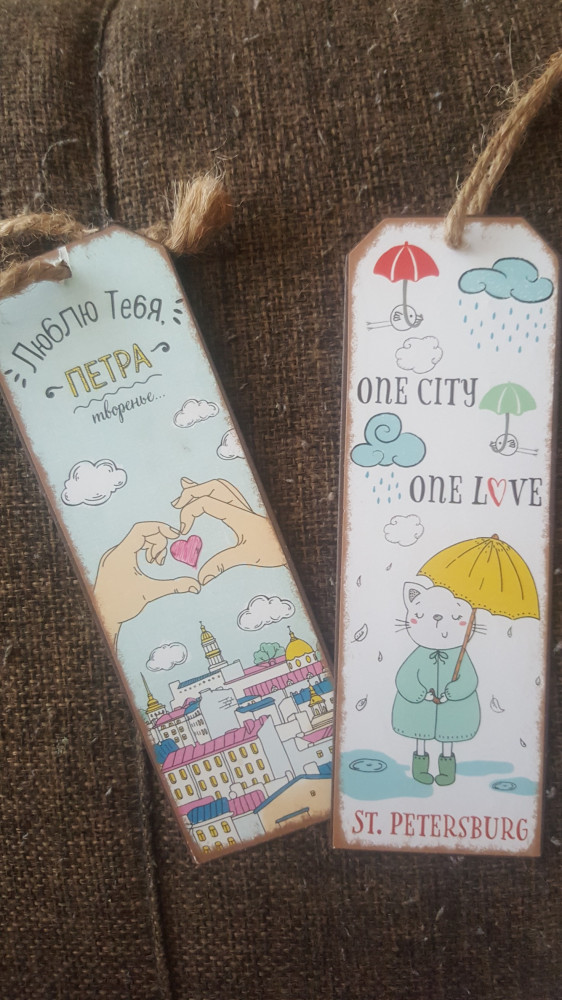 Люблю Тебя,
ПЕТРА
творенье...
ONE CITY
ONE LOVE
ST. PETERSBURG